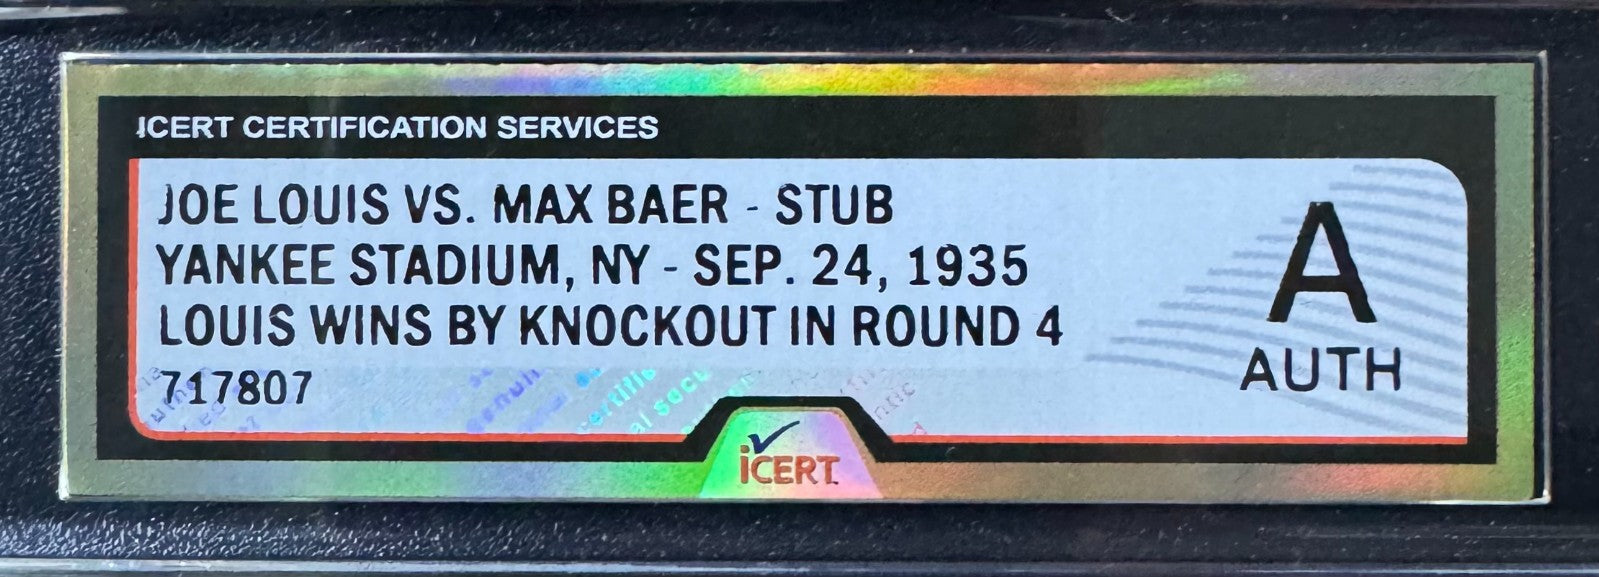 ICERT CERTIFICATION SERVICES
JOE LOUIS VS. MAX BAER - STUB
YANKEE STADIUM, NY - SEP. 24, 1935
LOUIS WINS BY KNOCKOUT IN ROUND 4
717807
A
AUTH
iCERT